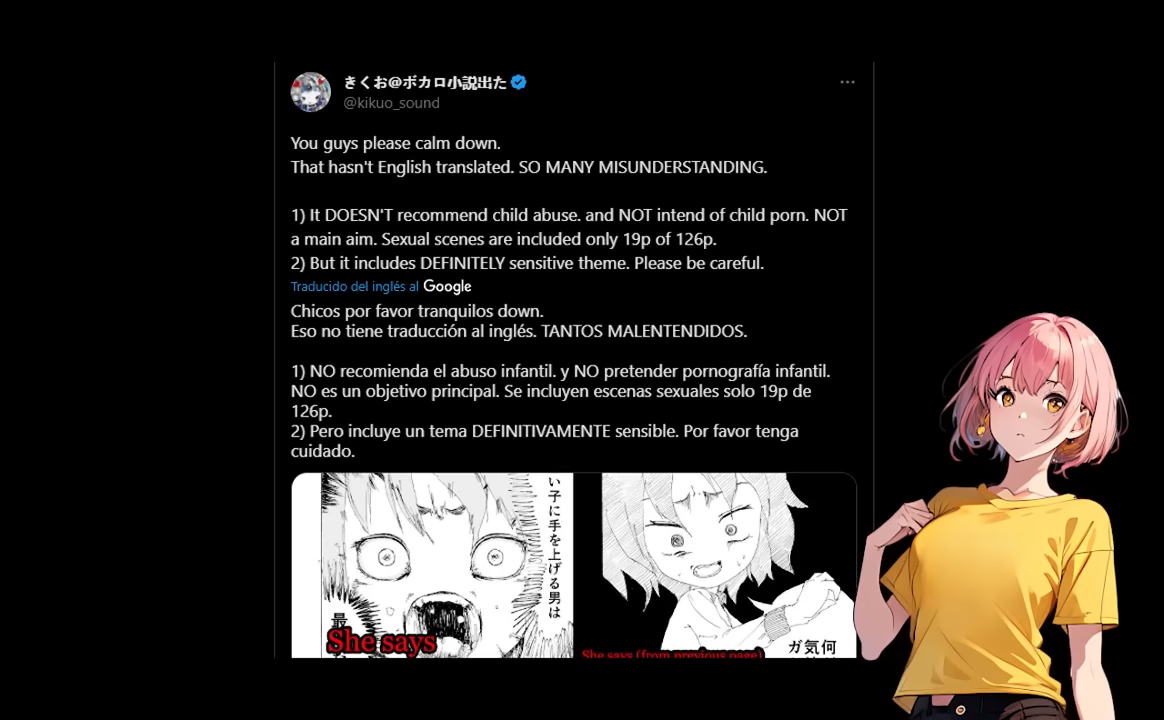 きくお@ボカロ小説出た
@kikuo_sound
You guys please calm down.
That hasn't English translated. SO MANY MISUNDERSTANDING.
1) It DOESN'T recommend child abuse. and NOT intend of child porn. NOT
a main aim. Sexual scenes are included only 19p of 126p.
2) But it includes DEFINITELY sensitive theme. Please be careful.
Traducido del inglés al Google
Chicos por favor tranquilos down.
Eso no tiene traducción al inglés. TANTOS MALENTENDIDOS.
1) NO recomienda el abuso infantil. y NO pretender pornografía infantil.
NO es un objetivo principal. Se incluyen escenas sexuales solo 19p de
126p.
2) Pero incluye un tema DEFINITIVAMENTE sensible. Por favor tenga
cuidado.
い子に手を上げる男は
最
She says
She says (from previous page)
何
気
ガ